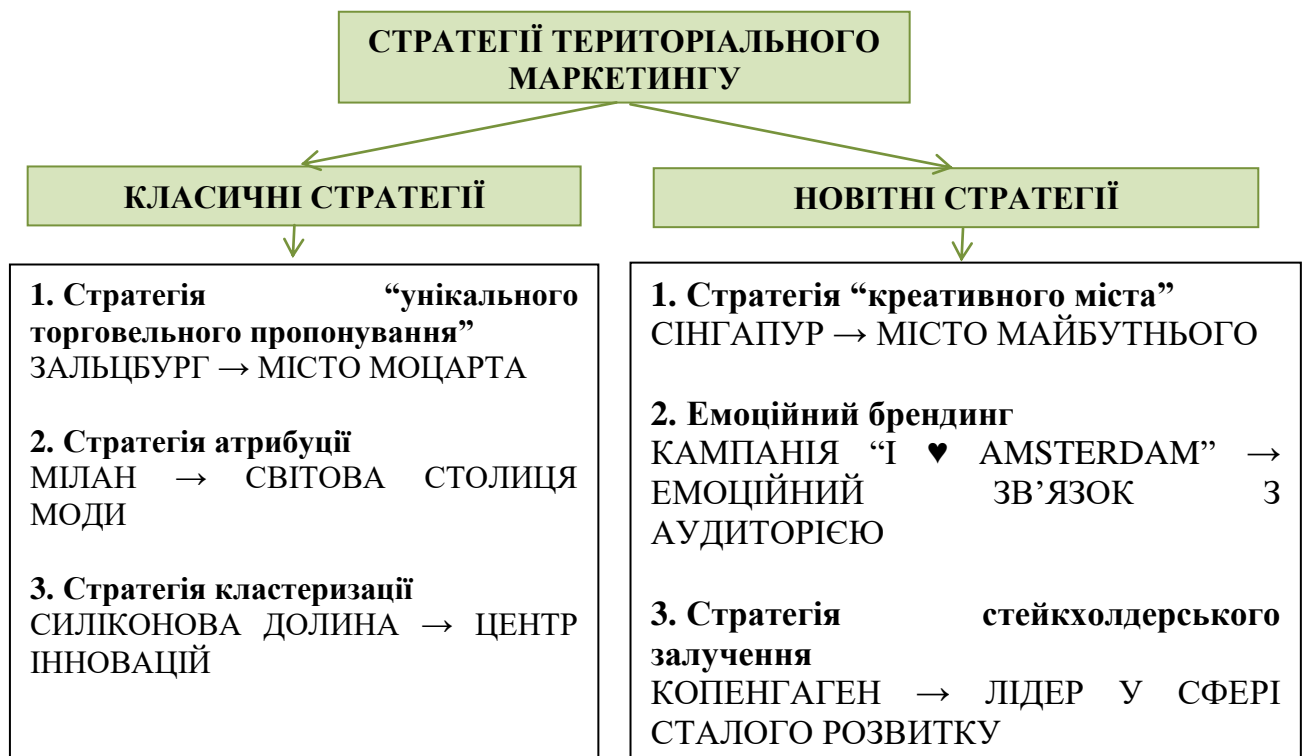 СТРАТЕГІЇ ТЕРИТОРІАЛЬНОГО
МАРКЕТИНГУ
КЛАСИЧНІ СТРАТЕГІЇ
1. Стратегія “унікального
торговельного пропонування”
ЗАЛЬЦБУРГ → МІСТО МОЦАРТА
2. Стратегія атрибуції
МІЛАН → СВІТОВА СТОЛИЦЯ
МОДИ
3. Стратегія кластеризації
СИЛІКОНОВА ДОЛИНА → ЦЕНТР
ІННОВАЦІЙ
НОВІТНІ СТРАТЕГІЇ
1. Стратегія “креативного міста”
СІНГАПУР → МІСТО МАЙБУТНЬОГО
2. Емоційний брендинг
КАМПАНІЯ “I ♥ AMSTERDAM” →
ЕМОЦІЙНИЙ ЗВ’ЯЗОК З
АУДИТОРІЄЮ
3. Стратегія стейкхолдерського
залучення
КОПЕНГАГЕН → ЛІДЕР У СФЕРІ
СТАЛОГО РОЗВИТКУ